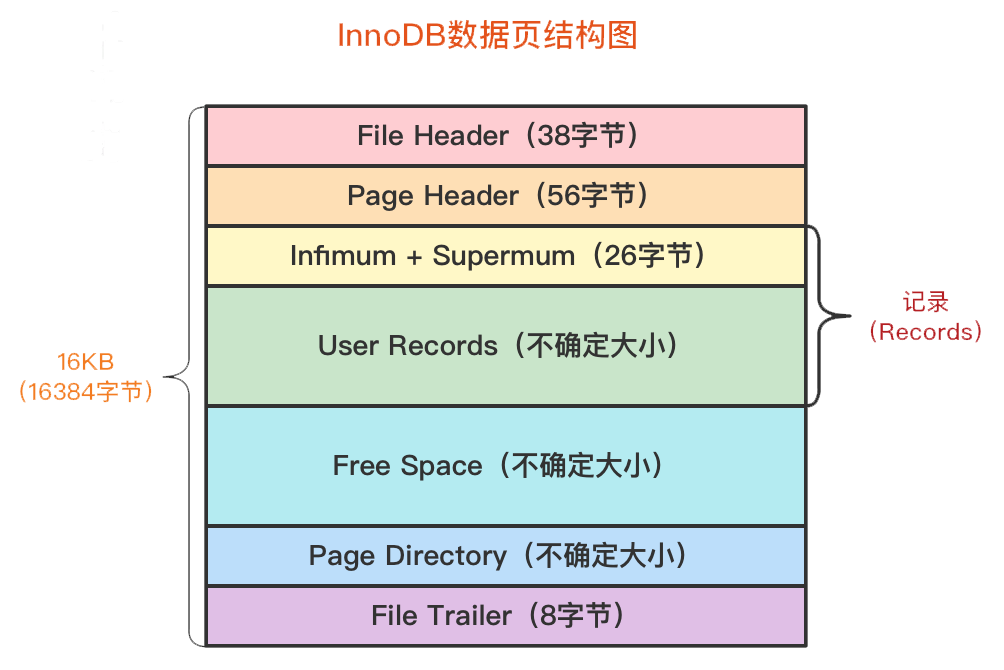 InnoDB数据页结构图
File Header（38字节）
Page Header（56字节）
Infimum + Supermum（26字节）
User Records（不确定大小）
Free Space（不确定大小）
Page Directory（不确定大小）
File Trailer（8字节）
16KB
（16384字节）
记录
（Records）